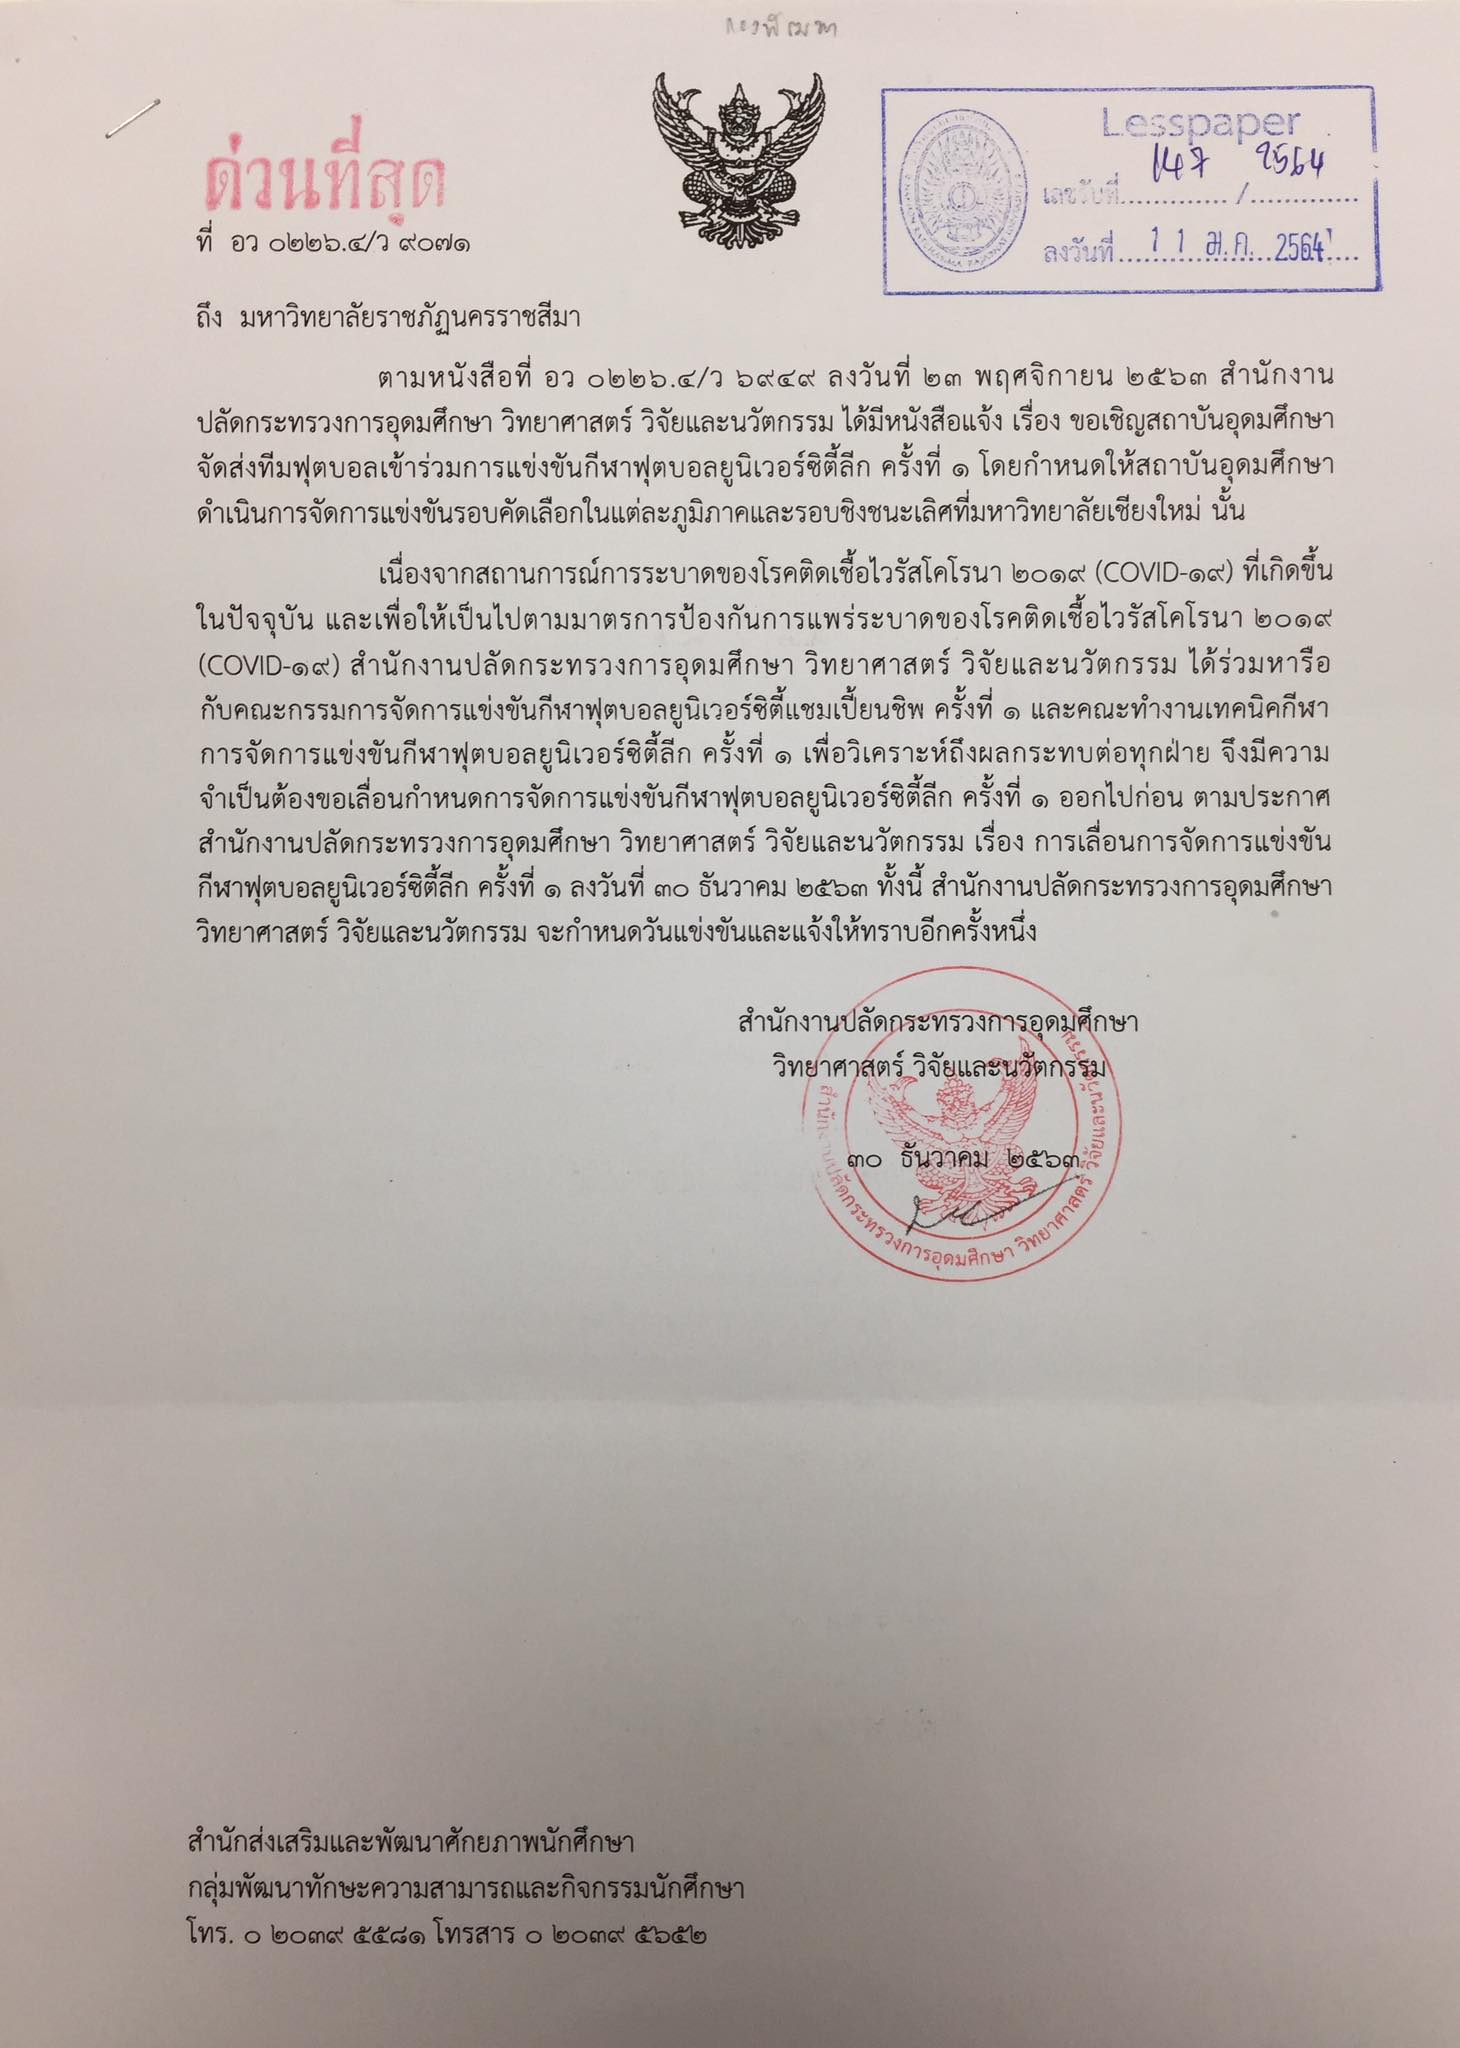 กองพัฒนา
ด่วนที่สุด
Lesspaper
เลขรับที่ 147 / 2564
ลงวันที่ 11 ม.ค. 2564
ที่ อว ๐๒๒๖.๔/ว ๙๐๗๑
ถึง มหาวิทยาลัยราชภัฏนครราชสีมา
ตามหนังสือที่ อว ๐๒๒๖.๔/ว ๖๙๔๙ ลงวันที่ ๒๓ พฤศจิกายน ๒๕๖๓ สำนักงาน
ปลัดกระทรวงการอุดมศึกษา วิทยาศาสตร์ วิจัยและนวัตกรรม ได้มีหนังสือแจ้ง เรื่อง ขอเชิญสถาบันอุดมศึกษา
จัดส่งทีมฟุตบอลเข้าร่วมการแข่งขันกีฬาฟุตบอลยูนิเวอร์ซิตี้ลีก ครั้งที่ ๑ โดยกำหนดให้สถาบันอุดมศึกษา
ดำเนินการจัดการแข่งขันรอบคัดเลือกในแต่ละภูมิภาคและรอบชิงชนะเลิศที่มหาวิทยาลัยเชียงใหม่ นั้น
เนื่องจากสถานการณ์การระบาดของโรคติดเชื้อไวรัสโคโรนา ๒๐๑๙ (COVID-๑๙) ที่เกิดขึ้น
ในปัจจุบัน และเพื่อให้เป็นไปตามมาตรการป้องกันการแพร่ระบาดของโรคติดเชื้อไวรัสโคโรนา ๒๐๑๙
(COVID-๑๙) สำนักงานปลัดกระทรวงการอุดมศึกษา วิทยาศาสตร์ วิจัยและนวัตกรรม ได้ร่วมหารือ
กับคณะกรรมการจัดการแข่งขันกีฬาฟุตบอลยูนิเวอร์ซิตี้แชมเปี้ยนชิพ ครั้งที่ ๑ และคณะทำงานเทคนิคกีฬา
การจัดการแข่งขันกีฬาฟุตบอลยูนิเวอร์ซิตี้ลีก ครั้งที่ ๑ เพื่อวิเคราะห์ถึงผลกระทบต่อทุกฝ่าย จึงมีความ
จำเป็นต้องขอเลื่อนกำหนดการจัดการแข่งขันกีฬาฟุตบอลยูนิเวอร์ซิตี้ลีก ครั้งที่ ๑ ออกไปก่อน ตามประกาศ
สำนักงานปลัดกระทรวงการอุดมศึกษา วิทยาศาสตร์ วิจัยและนวัตกรรม เรื่อง การเลื่อนการจัดการแข่งขัน
กีฬาฟุตบอลยูนิเวอร์ซิตี้ลีก ครั้งที่ ๑ ลงวันที่ ๓๐ ธันวาคม ๒๕๖๓ ทั้งนี้ สำนักงานปลัดกระทรวงการอุดมศึกษา
วิทยาศาสตร์ วิจัยและนวัตกรรม จะกำหนดวันแข่งขันและแจ้งให้ทราบอีกครั้งหนึ่ง
สำนักงานปลัดกระทรวงการอุดมศึกษา
วิทยาศาสตร์ วิจัยและนวัตกรรม
๓๐ ธันวาคม ๒๕๖๓
สำนักงานปลัดกระทรวงการอุดมศึกษา วิทยาศาสตร์ วิจัยและนวัตกรรม
สำนักส่งเสริมและพัฒนาศักยภาพนักศึกษา
กลุ่มพัฒนาทักษะความสามารถและกิจกรรมนักศึกษา
โทร. ๐ ๒๐๓๙ ๕๕๘๑ โทรสาร ๐ ๒๐๓๙ ๕๖๕๒